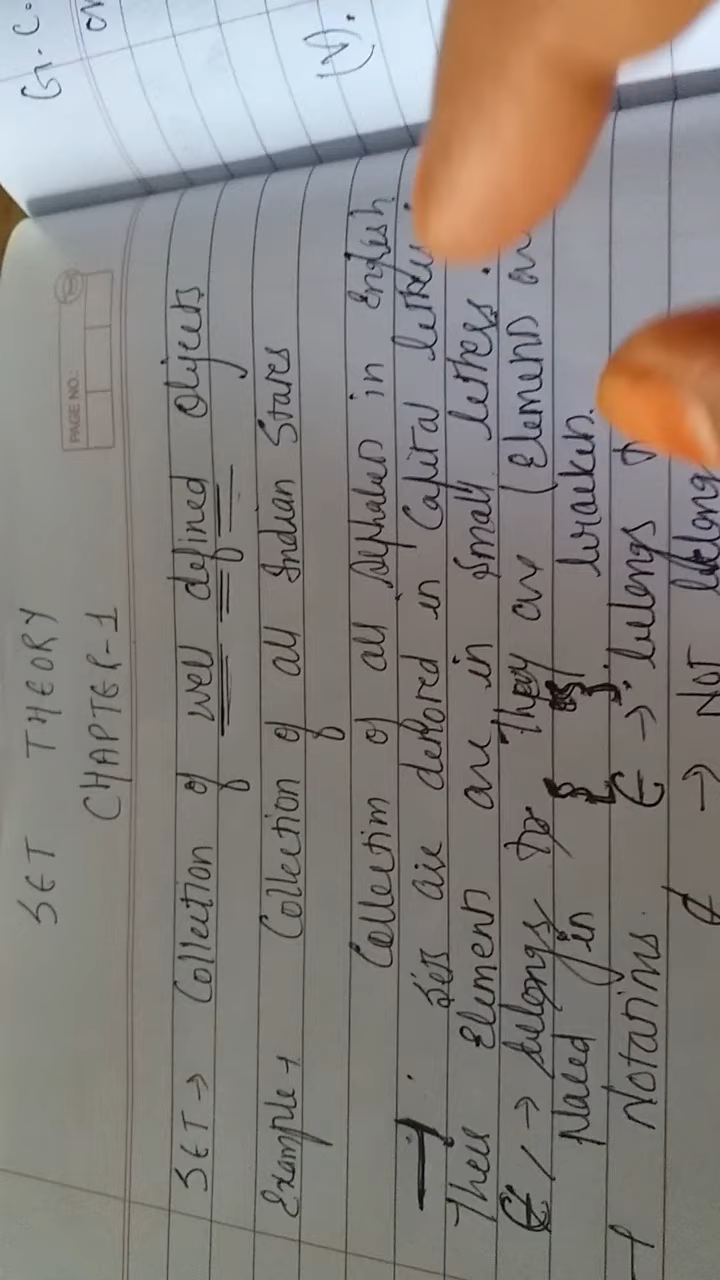 SET THEORY
CHAPTER-1
PAGE NO.:
SET → Collection of well defined objects
Example → Collection of all Indian States
Collection of all alphabets in English
Sets are denoted in Capital letters.
Their Elements are in small letters.
∉ / → belongs to They are (Elements are
placed in { } bracket.
Notations. ∈ → belongs
∉ → NOT belong
(V).